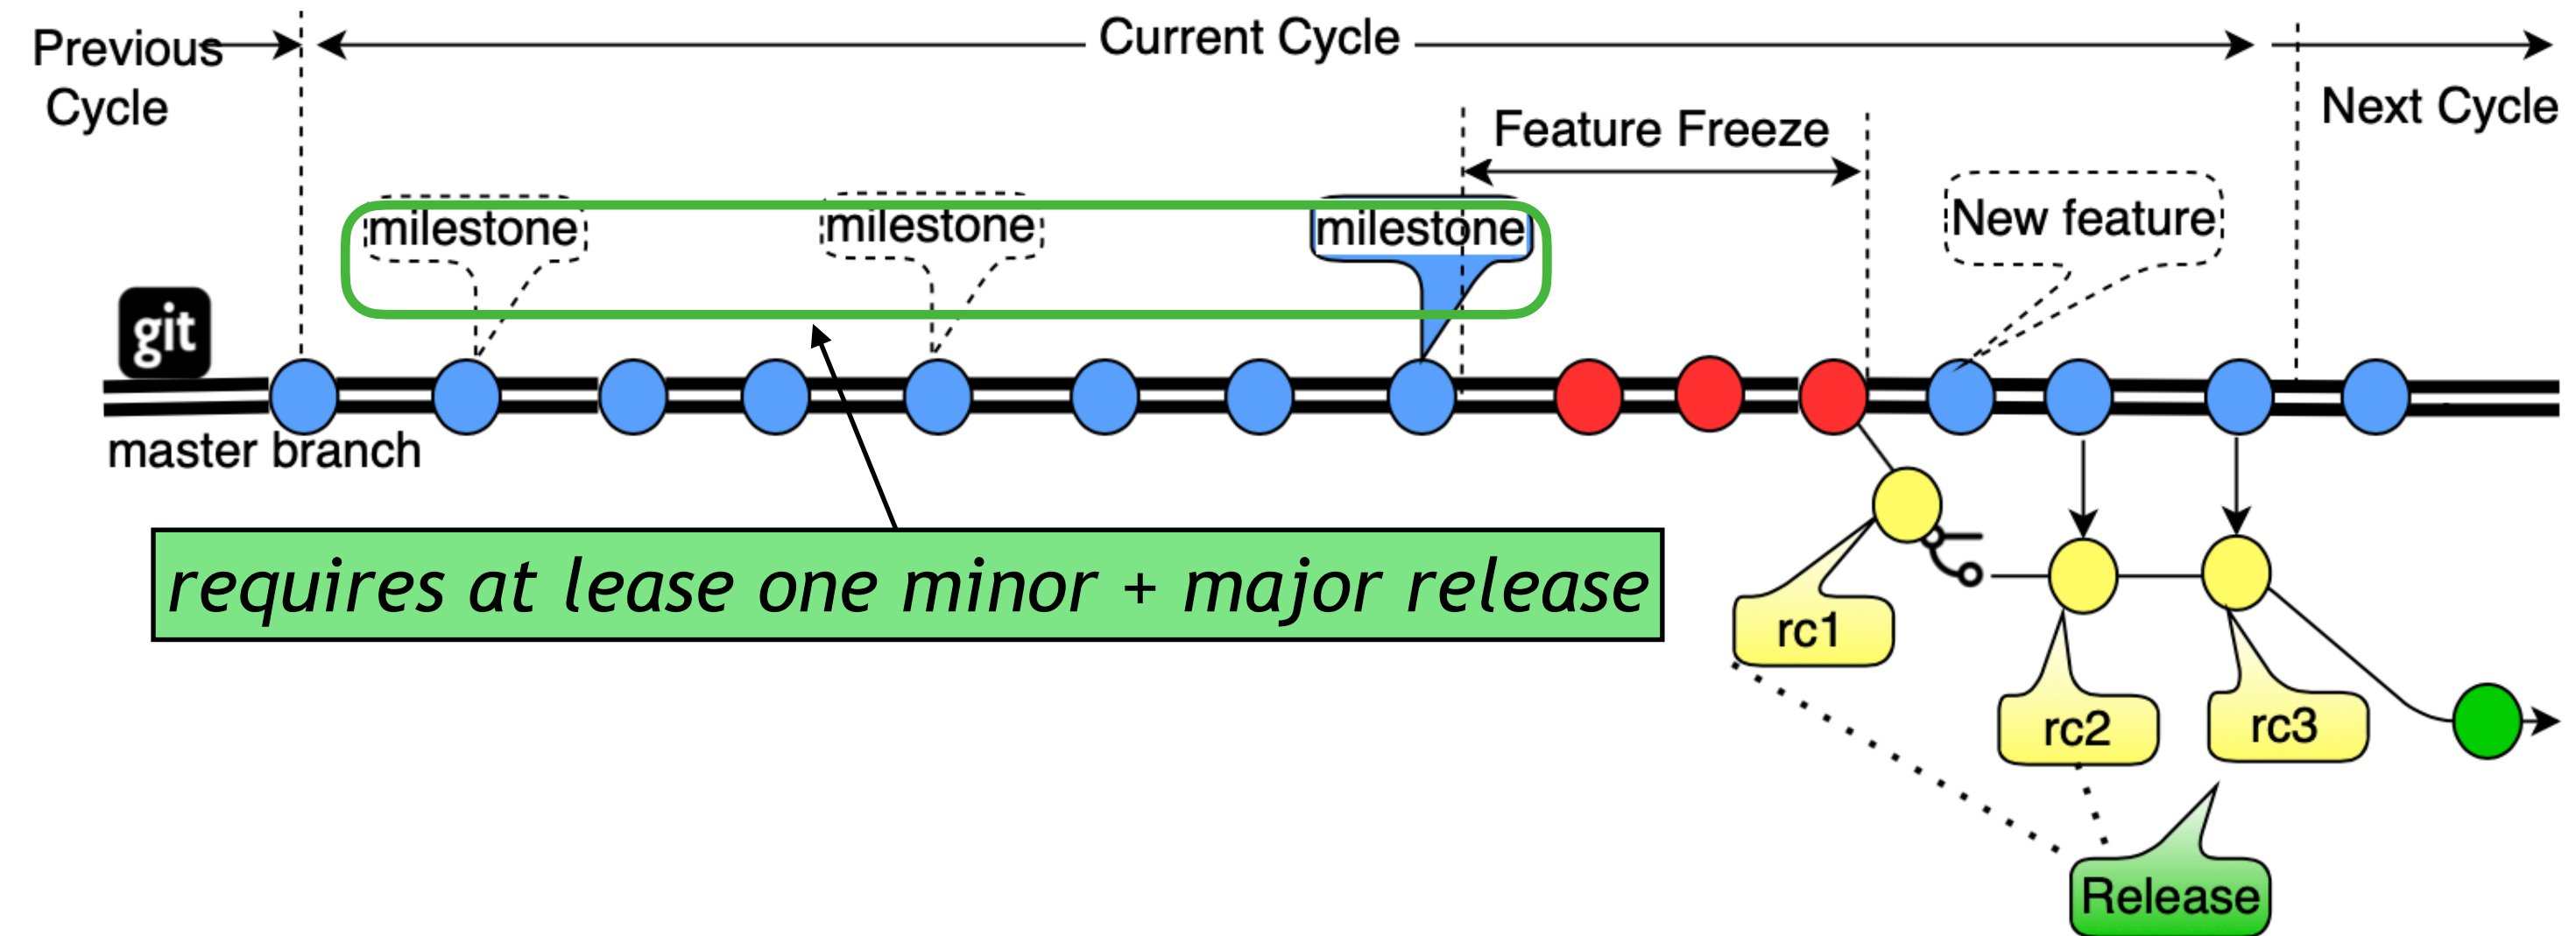 Previous
Cycle
Current Cycle
Next Cycle
Feature Freeze
milestone
milestone
milestone
New feature
git
master branch
requires at lease one minor + major release
rc1
rc2
rc3
Release